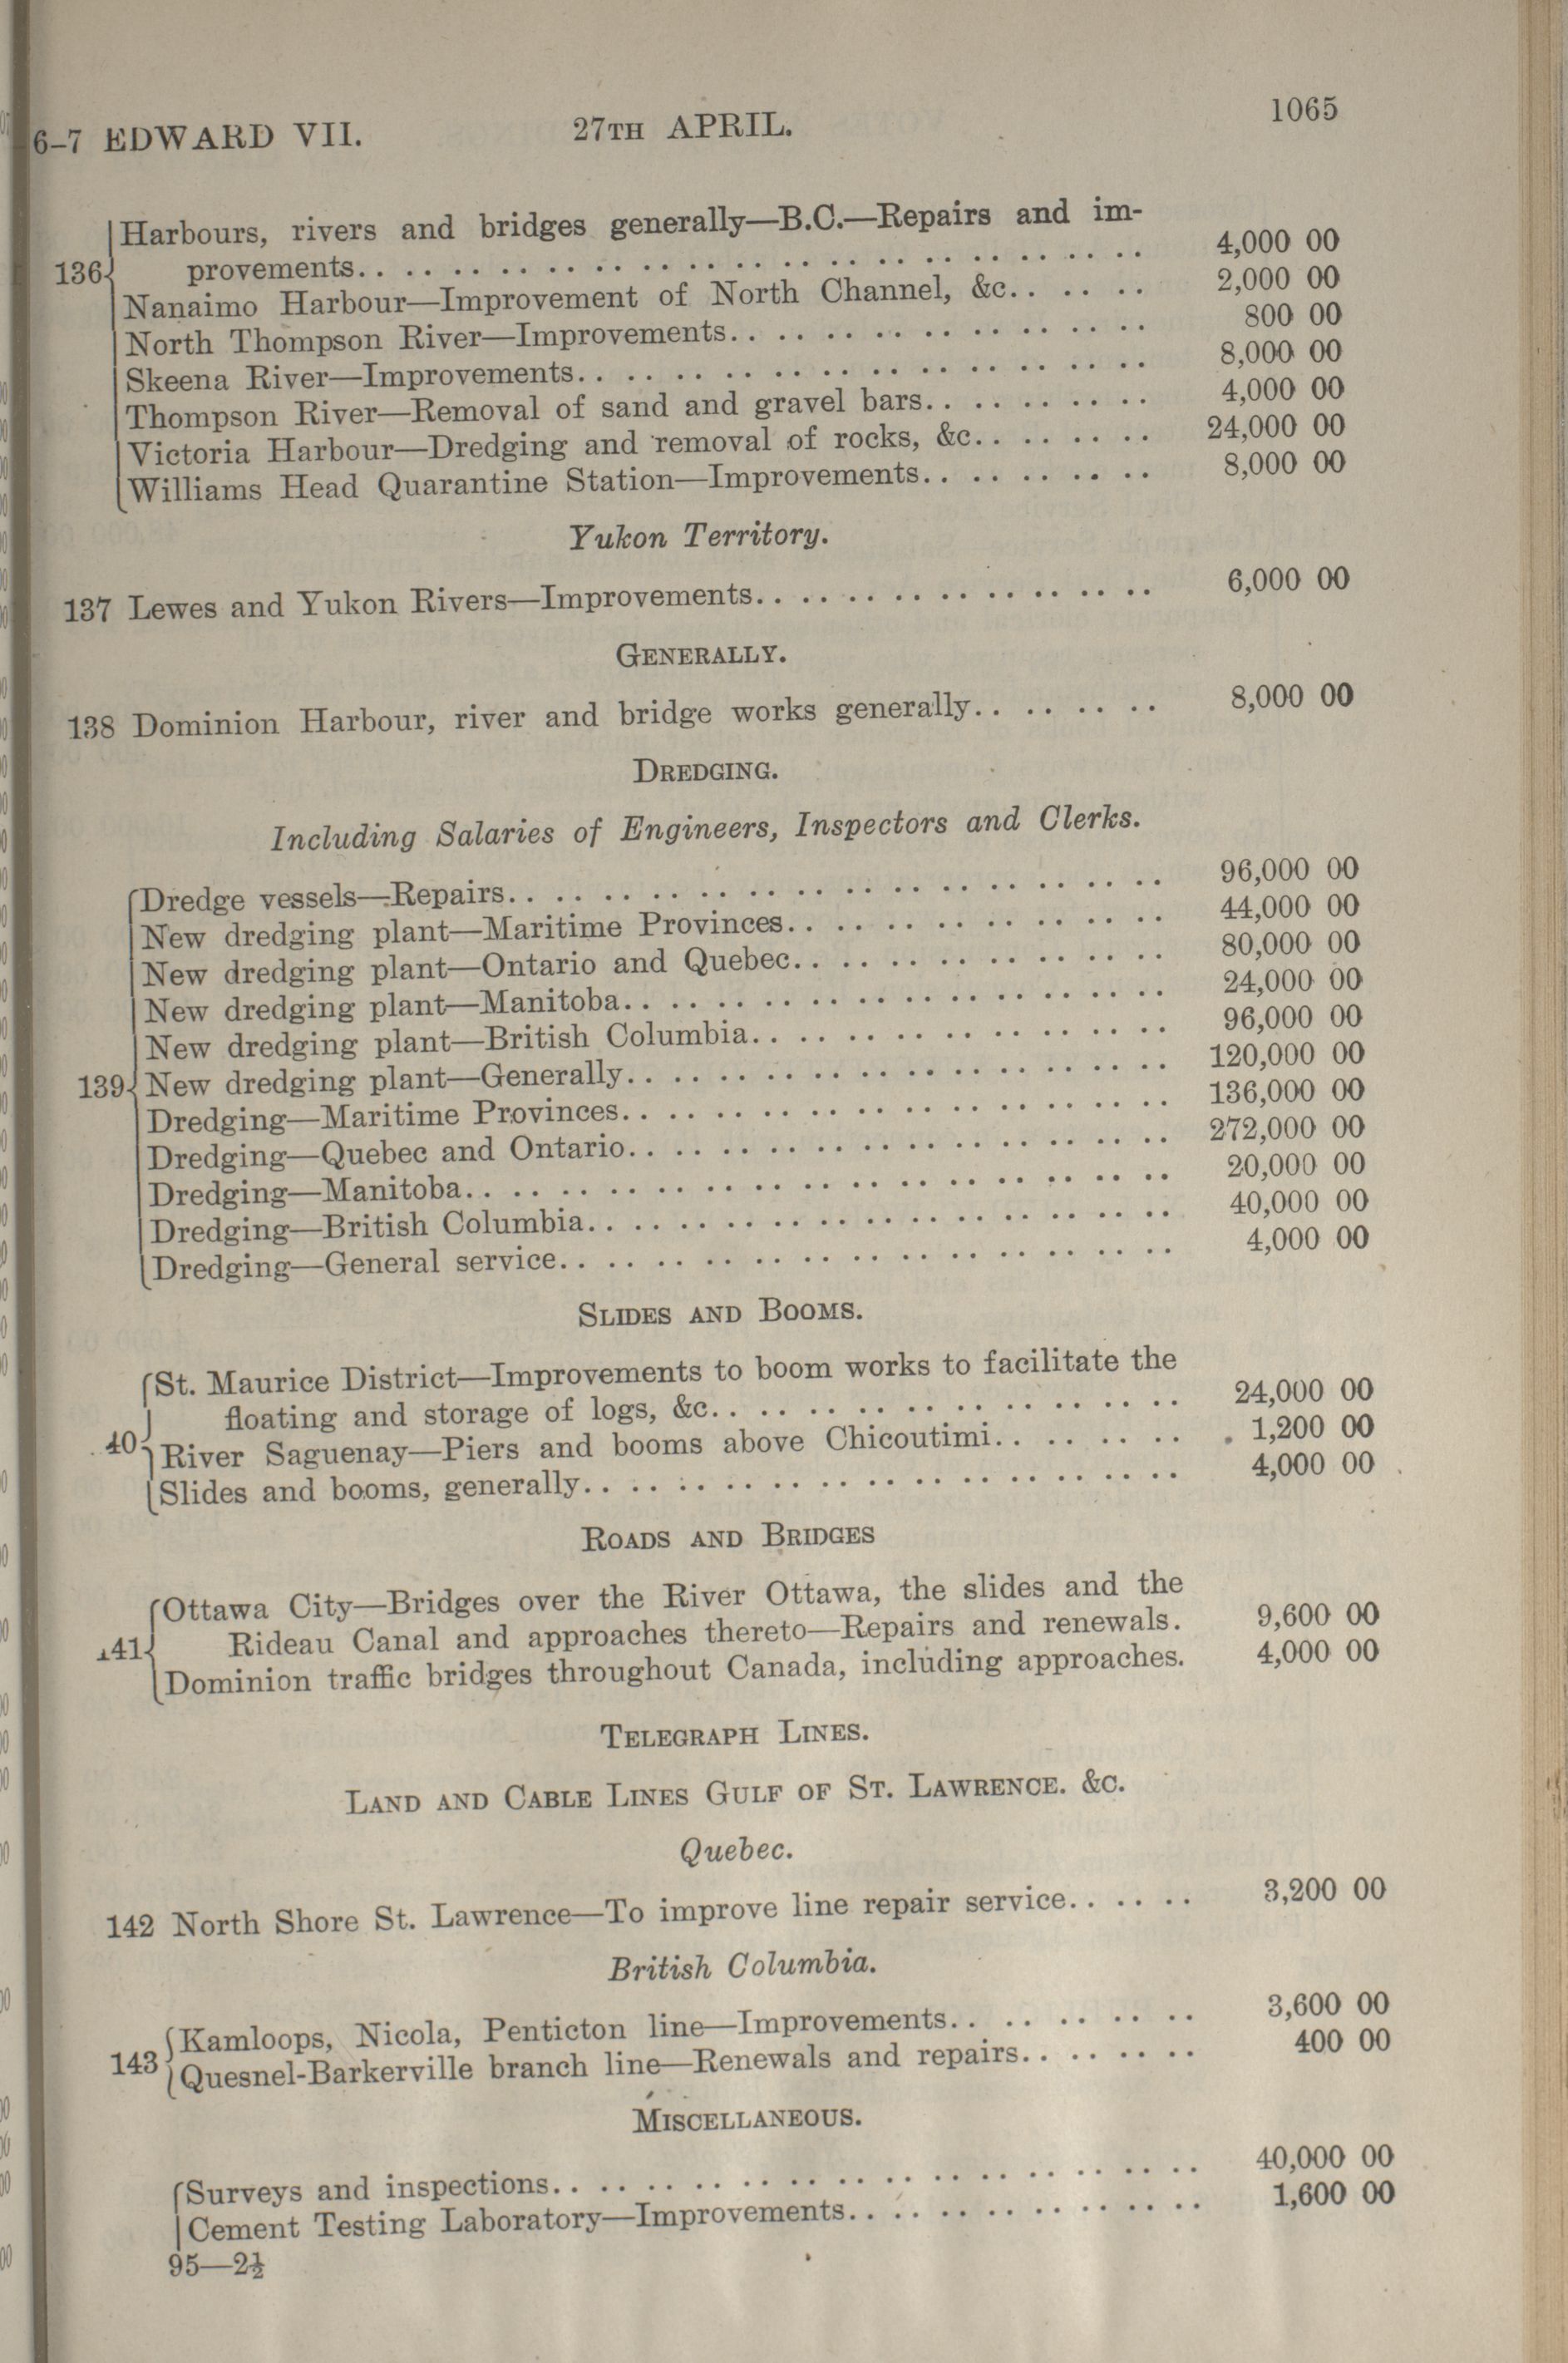 6-7 EDWARD VII. 27TH APRIL. 1065
Harbours, rivers and bridges generally—B.C.—Repairs and im-
136 provements. . . . . . . . . . . . . . . . . 4,000 00
Nanaimo Harbour—Improvement of North Channel, &c. . . . . . 2,000 00
North Thompson River—Improvements. . . . . . . . . . 800 00
Skeena River—Improvements. . . . . . . . . . . . 8,000 00
Thompson River—Removal of sand and gravel bars. . . . . . 4,000 00
Victoria Harbour—Dredging and removal of rocks, &c. . . . . . 24,000 00
Williams Head Quarantine Station—Improvements. . . . . . 8,000 00
Yukon Territory.
137 Lewes and Yukon Rivers—Improvements. . . . . . . . . 6,000 00
GENERALLY.
138 Dominion Harbour, river and bridge works generally. . . . . 8,000 00
DREDGING.
Including Salaries of Engineers, Inspectors and Clerks.
Dredge vessels—Repairs. . . . . . . . . . . . . . 96,000 00
New dredging plant—Maritime Provinces. . . . . . . . . 44,000 00
New dredging plant—Ontario and Quebec. . . . . . . . . 80,000 00
New dredging plant—Manitoba. . . . . . . . . . . . 24,000 00
New dredging plant—British Columbia. . . . . . . . . . 96,000 00
139 New dredging plant—Generally. . . . . . . . . . . . 120,000 00
Dredging—Maritime Provinces. . . . . . . . . . . . 136,000 00
Dredging—Quebec and Ontario. . . . . . . . . . . . 272,000 00
Dredging—Manitoba. . . . . . . . . . . . . . . 20,000 00
Dredging—British Columbia. . . . . . . . . . . . . 40,000 00
Dredging—General service. . . . . . . . . . . . . 4,000 00
SLIDES AND BOOMS.
St. Maurice District—Improvements to boom works to facilitate the
floating and storage of logs, &c. . . . . . . . . . . 24,000 00
40 River Saguenay—Piers and booms above Chicoutimi. . . . . 1,200 00
Slides and booms, generally. . . . . . . . . . . . . 4,000 00
ROADS AND BRIDGES
Ottawa City—Bridges over the River Ottawa, the slides and the
141 Rideau Canal and approaches thereto—Repairs and renewals. 9,600 00
Dominion traffic bridges throughout Canada, including approaches. 4,000 00
TELEGRAPH LINES.
LAND AND CABLE LINES GULF OF ST. LAWRENCE. &C.
Quebec.
142 North Shore St. Lawrence—To improve line repair service. . . . 3,200 00
British Columbia.
Kamloops, Nicola, Penticton line—Improvements. . . . . . 3,600 00
143 Quesnel-Barkerville branch line—Renewals and repairs. . . . . 400 00
MISCELLANEOUS.
Surveys and inspections. . . . . . . . . . . . . . 40,000 00
Cement Testing Laboratory—Improvements. . . . . . . . 1,600 00
95—2½